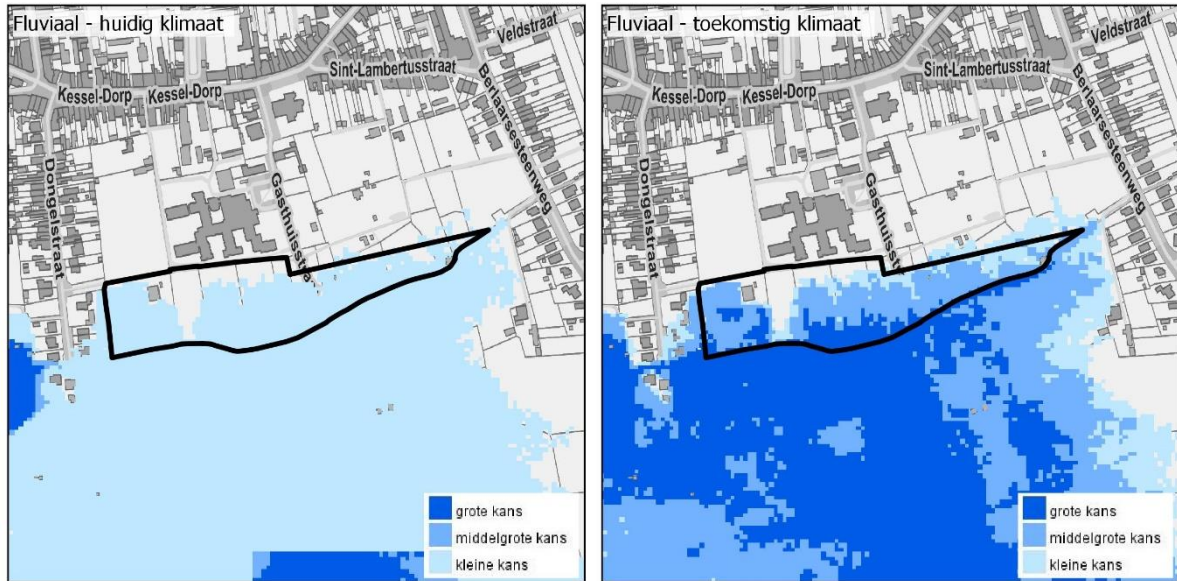 Fluviaal - huidig klimaat
Veldstraat
Sint-Lambertusstraat
Kessel-Dorp
Kessel-Dorp
Berlaarsesteenweg
Dongelstraat
Gasthuisstra
grote kans
middelgrote kans
kleine kans
Fluviaal - toekomstig klimaat
Veldstraat
Sint-Lambertusstraat
Kessel-Dorp
Kessel-Dorp
Berlaarsesteenweg
Dongelstraat
Gasthuisstr
grote kans
middelgrote kans
kleine kans